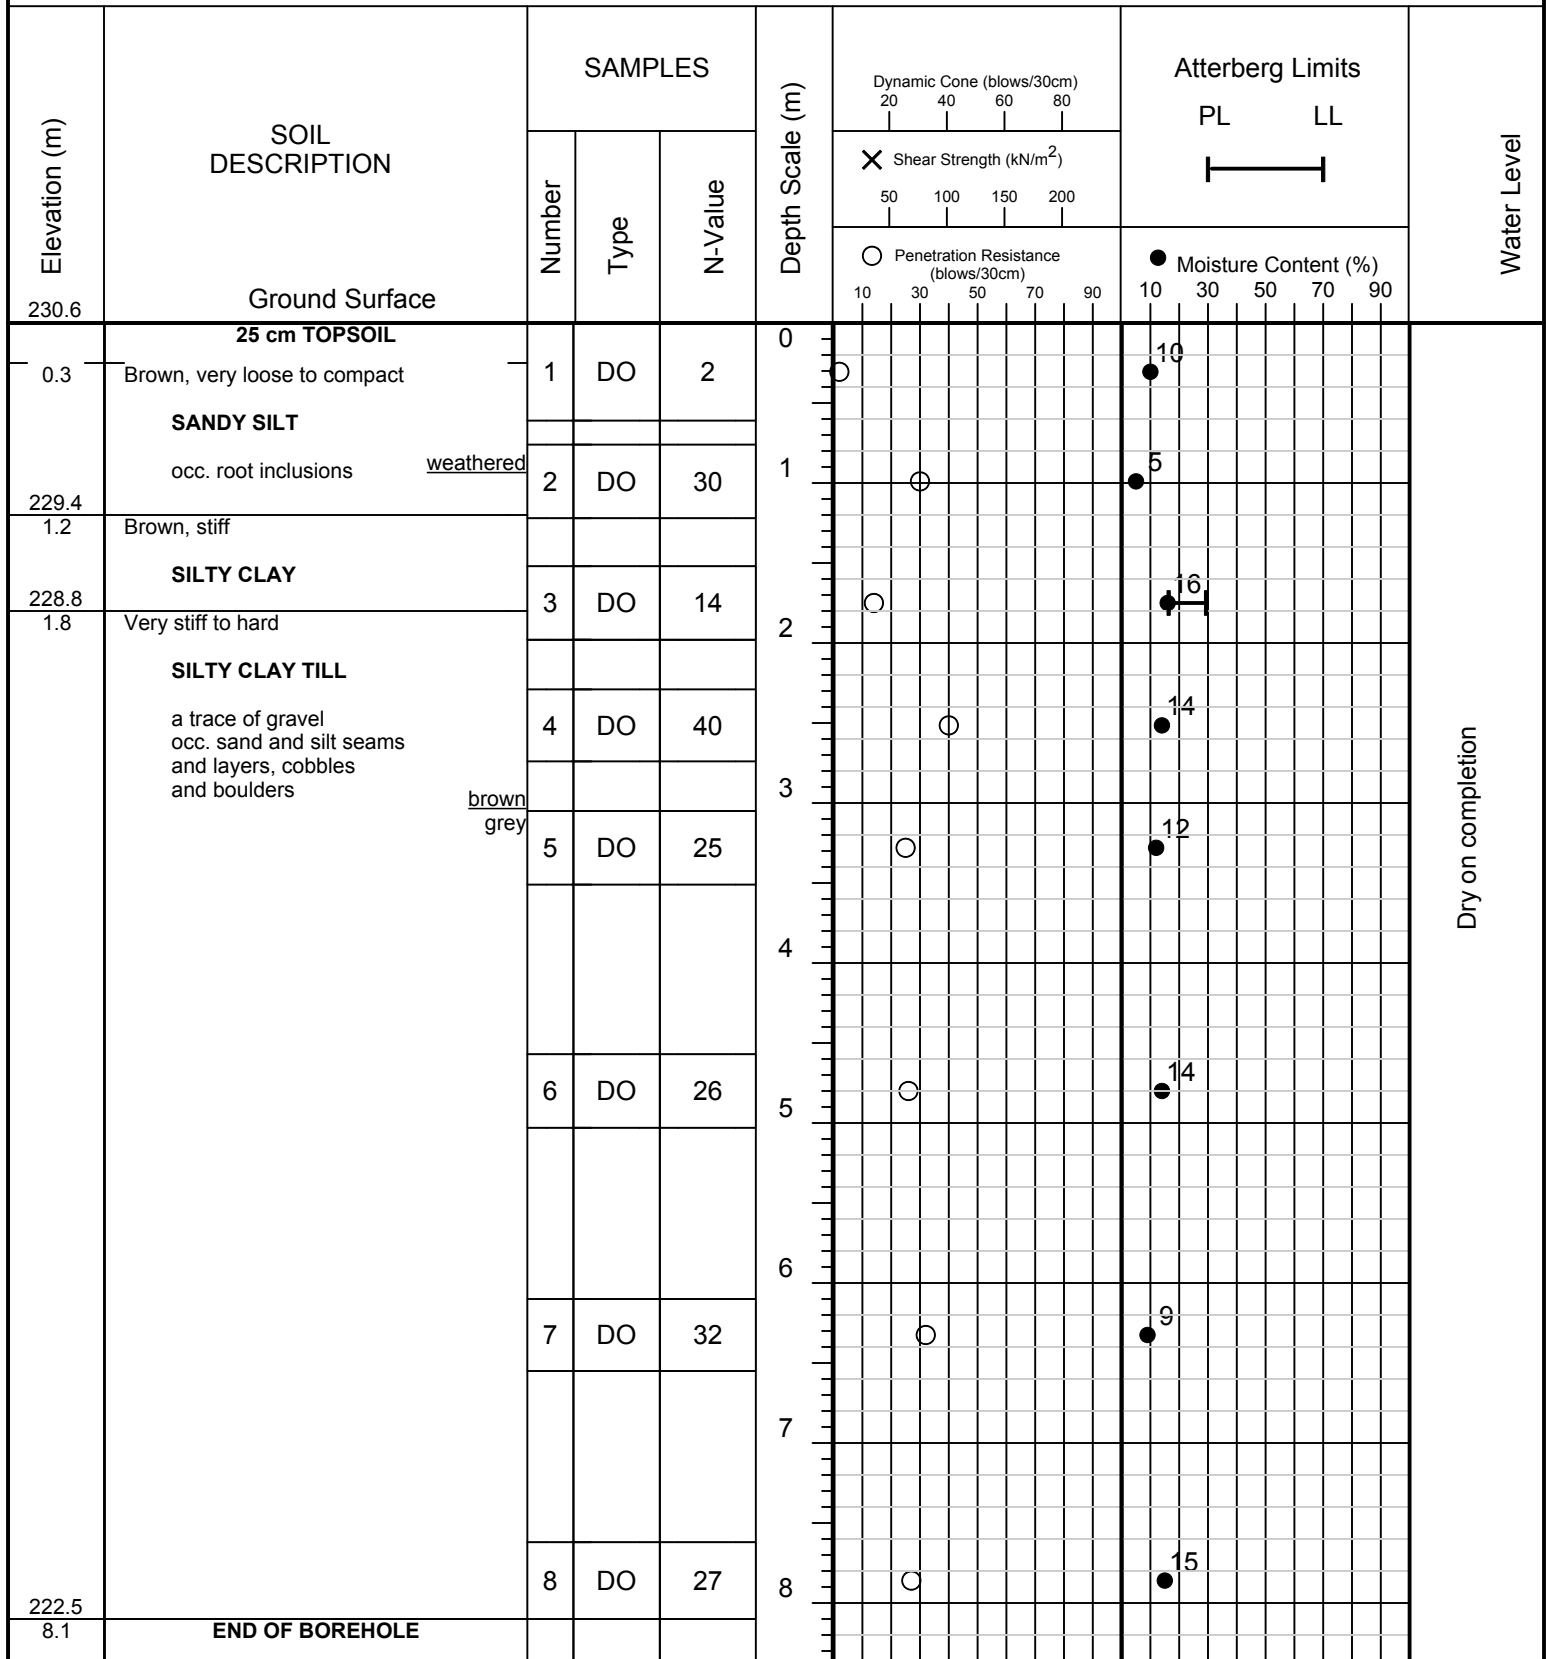 Elevation (m)
230.6
SOIL
DESCRIPTION
Ground Surface
SAMPLES
Number
Type
N-Value
Depth Scale (m)
Dynamic Cone (blows/30cm)
20 40 60 80
Shear Strength (kN/m2)
50 100 150 200
Penetration Resistance
(blows/30cm)
10 30 50 70 90
Atterberg Limits
PL LL
Moisture Content (%)
10 30 50 70 90
Water Level
25 cm TOPSOIL
0
10
0.3 Brown, very loose to compact 1 DO 2
SANDY SILT
occ. root inclusions weathered 1 5
2 DO 30
229.4
1.2 Brown, stiff
SILTY CLAY 16
228.8 3 DO 14
1.8 Very stiff to hard 2
SILTY CLAY TILL
a trace of gravel 4 DO 40 14
occ. sand and silt seams
and layers, cobbles
and boulders 3
brown
grey 12
5 DO 25
4
14
6 DO 26
5
6
9
7 DO 32
7
15
8 DO 27 8
222.5
8.1 END OF BOREHOLE
Dry on completion